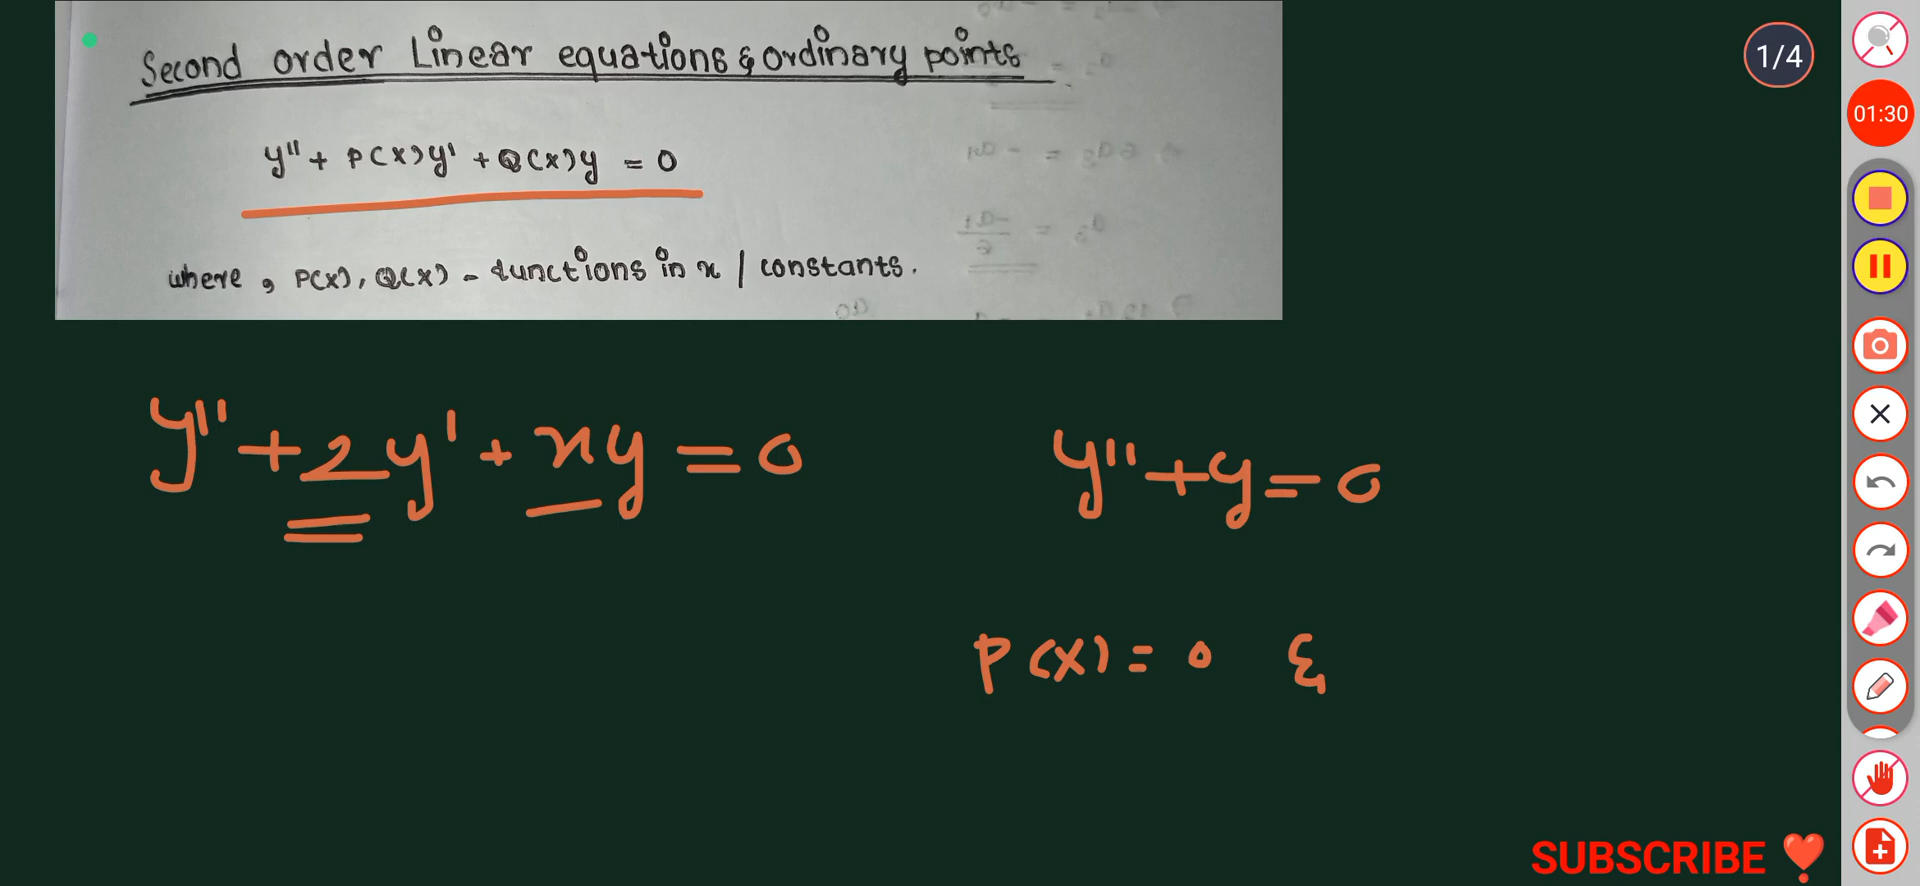 Second order Linear equations & ordinary points
y'' + P(x)y' + Q(x)y = 0
where, P(x), Q(x) - functions in x / constants.
y'' + 2y' + xy = 0
y'' + y = 0
P(x) = 0 &
1/4
01:30
SUBSCRIBE